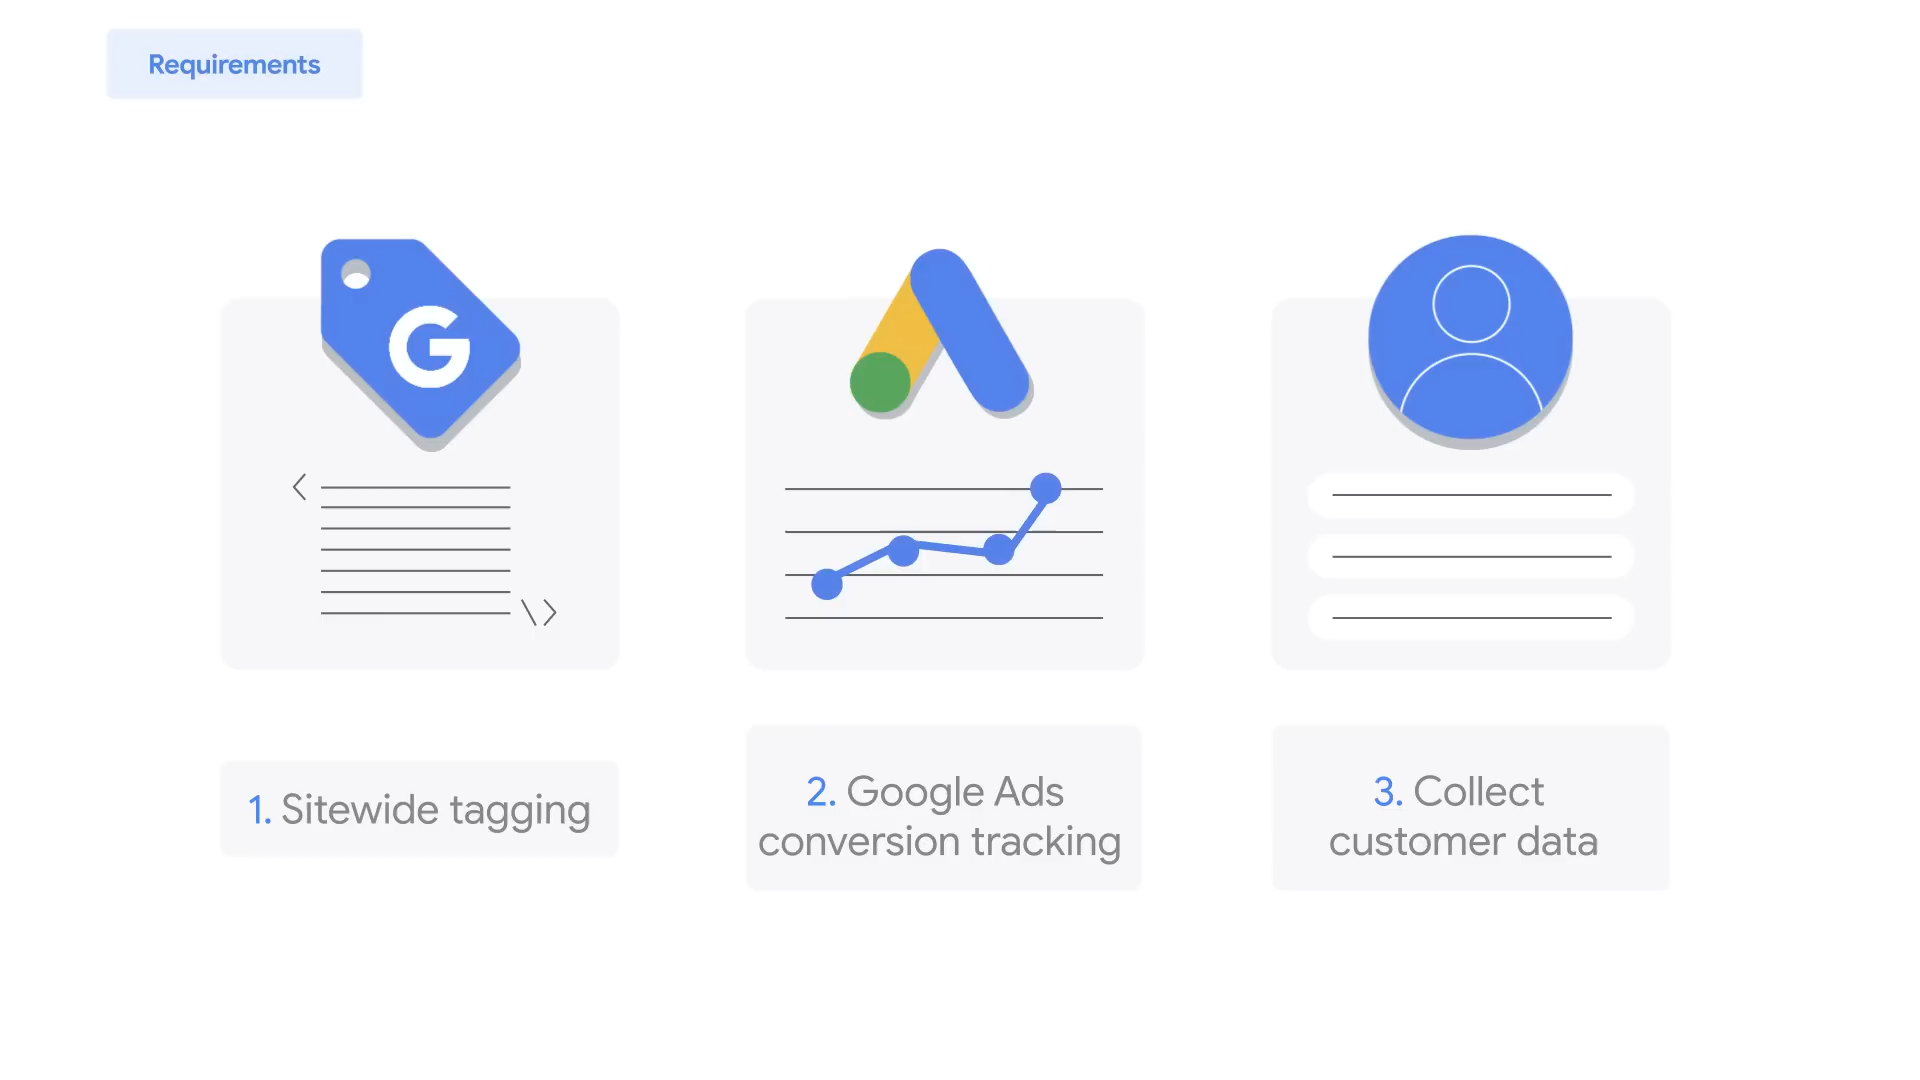 Requirements
1. Sitewide tagging
2. Google Ads
conversion tracking
3. Collect
customer data